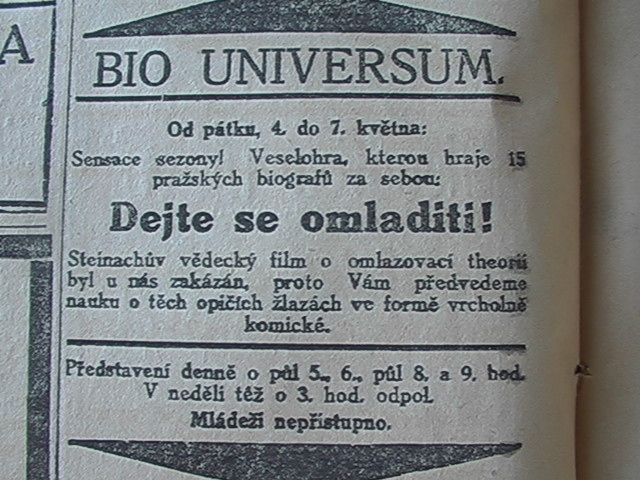 A
BIO UNIVERSUM.
Od pátku, 4. do 7. května:
Sensace sezony! Veselohra, kterou hraje 15
pražských biografů za sebou:
Dejte se omladiti!
Steinachův vědecký film o omlazovací theorii
byl u nás zakázán, proto Vám předvedeme
nauku o těch opičích žlazách ve formě vrcholně
komické.
Představení denně o půl 5., 6., půl 8. a 9. hod.
V neděli též o 3. hod. odpol.
Mládeži nepřístupno.